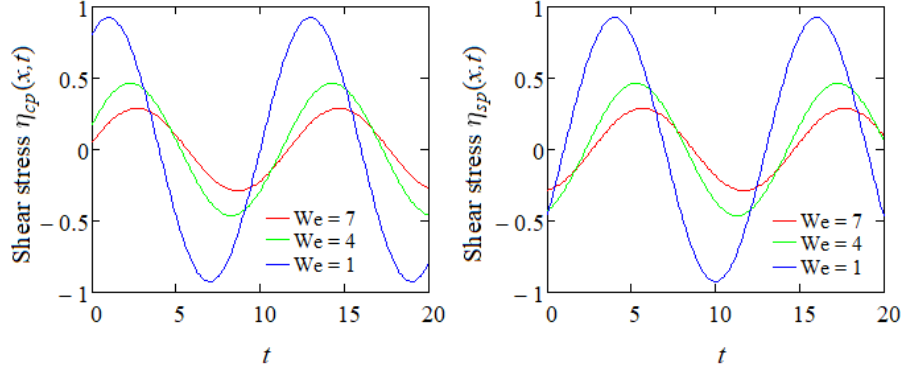 Shear stress η_cp(x,t)
1
0.5
0
−0.5
−1
We = 7
We = 4
We = 1
0 5 10 15 20
t
Shear stress η_sp(x,t)
1
0.5
0
−0.5
−1
We = 7
We = 4
We = 1
0 5 10 15 20
t